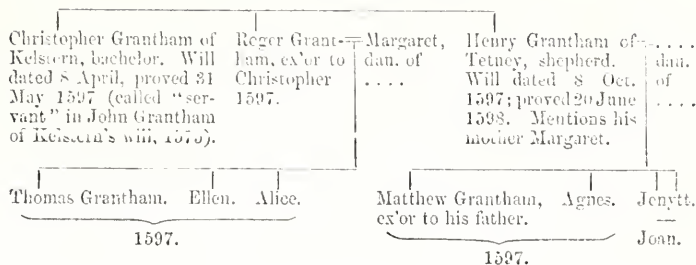 Christopher Grantham of
Kelstern, bachelor. Will
dated 8 April, proved 31
May 1597 (called "ser-
vant" in John Grantham
of Kelstern's will, 1575).
Roger Grant-
ham, ex'or to
Christopher
1597.
Margaret,
dau. of
. . . .
Henry Grantham of
Tetney, shepherd.
Will dated 8 Oct.
1597; proved 20 June
1598. Mentions his
mother Margaret.
. . . .
dau.
of
. . . .
Thomas Grantham. Ellen. Alice.
1597.
Matthew Grantham, Agnes. Jenytt.
ex'or to his father. —
Joan.
1597.